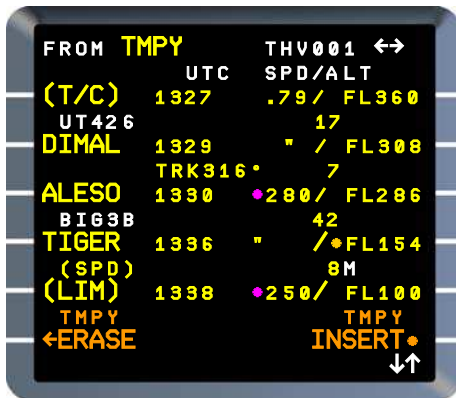 FROM TMPY THV001 ↔
UTC SPD/ALT
(T/C) 1327 .79/ FL360
UT426 17
DIMAL 1329 " / FL308
TRK316° 7
ALESO 1330 *280/ FL286
BIG3B 42
TIGER 1336 " /*FL154
(SPD) 8M
(LIM) 1338 *250/ FL100
TMPY TMPY
←ERASE INSERT*
↓↑